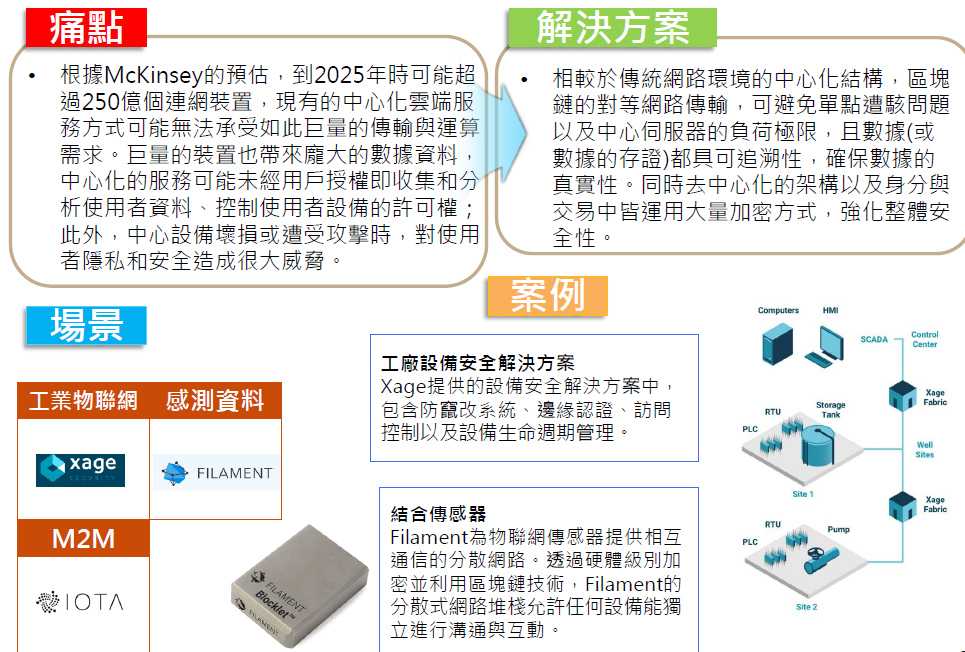 痛點
• 根據McKinsey的預估，到2025年時可能超
過250億個連網裝置，現有的中心化雲端服
務方式可能無法承受如此巨量的傳輸與運算
需求。巨量的裝置也帶來龐大的數據資料，
中心化的服務可能未經用戶授權即收集和分
析使用者資料、控制使用者設備的許可權；
此外，中心設備壞損或遭受攻擊時，對使用
者隱私和安全造成很大威脅。
解決方案
• 相較於傳統網路環境的中心化結構，區塊
鏈的對等網路傳輸，可避免單點遭駭問題
以及中心伺服器的負荷極限，且數據(或
數據的存證)都具可追溯性，確保數據的
真實性。同時去中心化的架構以及身分與
交易中皆運用大量加密方式，強化整體安
全性。
場景
工業物聯網
感測資料
xage
SECURITY
FILAMENT
M2M
IOTA
FILAMENT
Blocklet™
FILAMENT
案例
工廠設備安全解決方案
Xage提供的設備安全解決方案中，
包含防竄改系統、邊緣認證、訪問
控制以及設備生命週期管理。
結合傳感器
Filament為物聯網傳感器提供相互
通信的分散網路。透過硬體級別加
密並利用區塊鏈技術，Filament的
分散式網路堆棧允許任何設備能獨
立進行溝通與互動。
Computers
HMI
SCADA
Control
Center
Xage
Fabric
Storage
Tank
RTU
PLC
Well
Sites
Site 1
Xage
Fabric
RTU
Pump
PLC
Site 2